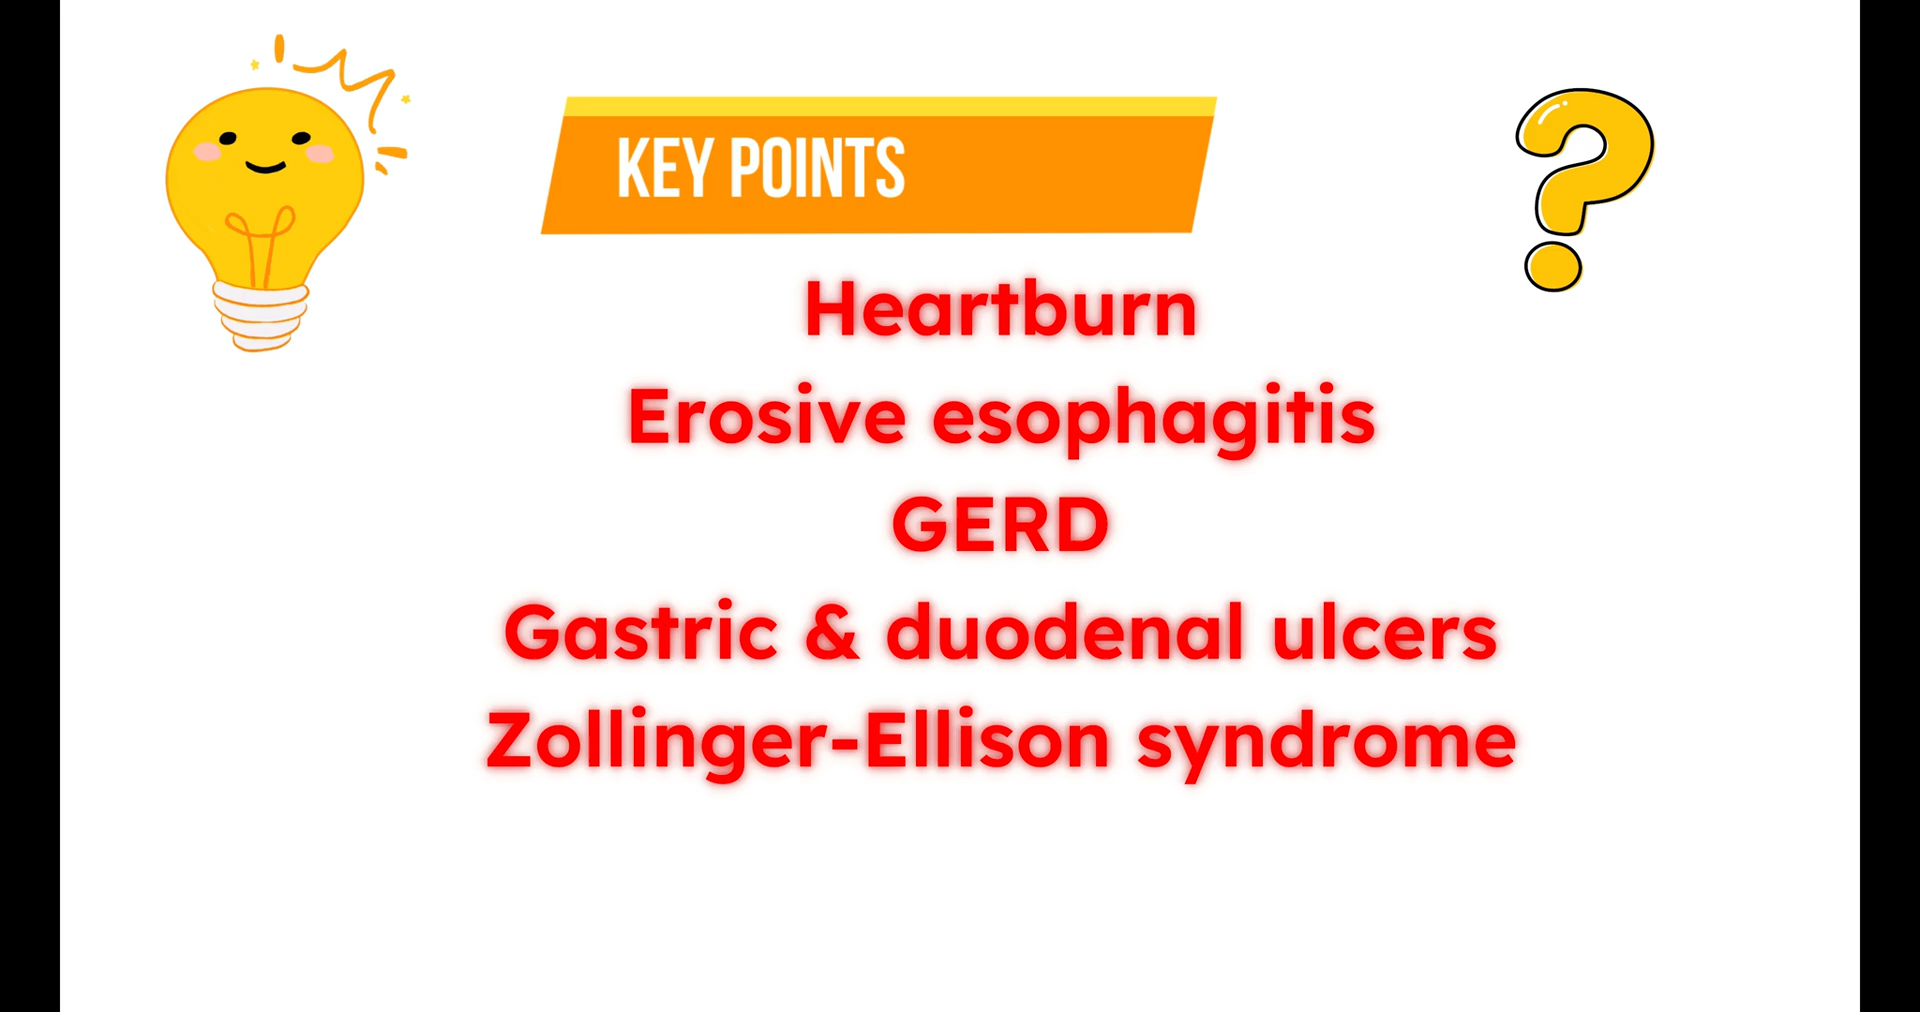 KEY POINTS
Heartburn
Erosive esophagitis
GERD
Gastric & duodenal ulcers
Zollinger-Ellison syndrome